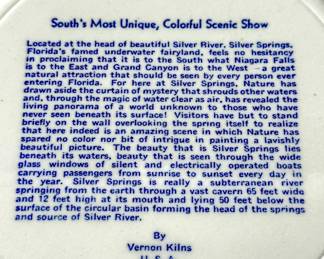 South's Most Unique, Colorful Scenic Show
Located at the head of beautiful Silver River, Silver Springs,
Florida's famed underwater fairyland, feels no hesitancy
in proclaiming that it is to the South what Niagara Falls
is to the East and Grand Canyon is to the West - a great
natural attraction that should be seen by every person ever
entering Florida. For here at Silver Springs, Nature has
drawn aside the curtain of mystery that shrouds other waters
and, through the magic of water clear as air, has revealed the
living panorama of a world unknown to those who have
never seen beneath its surface! Visitors have but to stand
briefly on the wall overlooking the spring itself to realize
that here indeed is an amazing scene in which Nature has
spared no color nor bit of intrigue in painting a lavishly
beautiful picture. The beauty that is Silver Springs lies
beneath its waters, beauty that is seen through the wide
glass windows of silent and electrically operated boats
carrying passengers from sunrise to sunset every day in
the year. Silver Springs is really a subterranean river
springing from the earth through a vast cavern 65 feet wide
and 12 feet high at its mouth and lying 50 feet below the
surface of the circular basin forming the head of the springs
and source of Silver River.
By
Vernon Kilns
U.S.A.